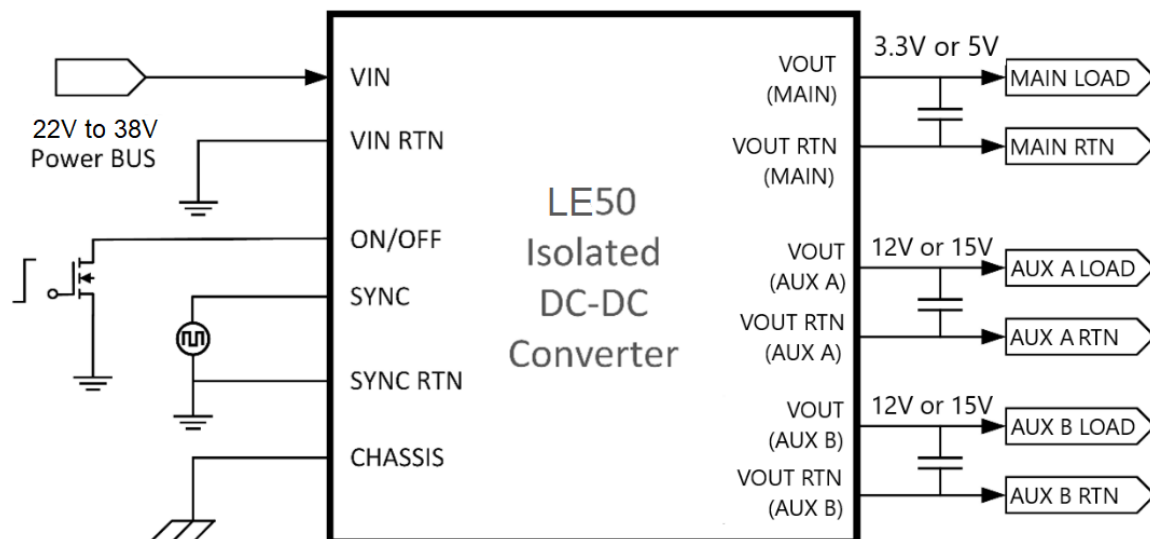 22V to 38V
Power BUS
VIN
VIN RTN
ON/OFF
SYNC
SYNC RTN
CHASSIS
LE50
Isolated
DC-DC
Converter
VOUT
(MAIN)
VOUT RTN
(MAIN)
VOUT
(AUX A)
VOUT RTN
(AUX A)
VOUT
(AUX B)
VOUT RTN
(AUX B)
3.3V or 5V
MAIN LOAD
MAIN RTN
12V or 15V
AUX A LOAD
AUX A RTN
12V or 15V
AUX B LOAD
AUX B RTN